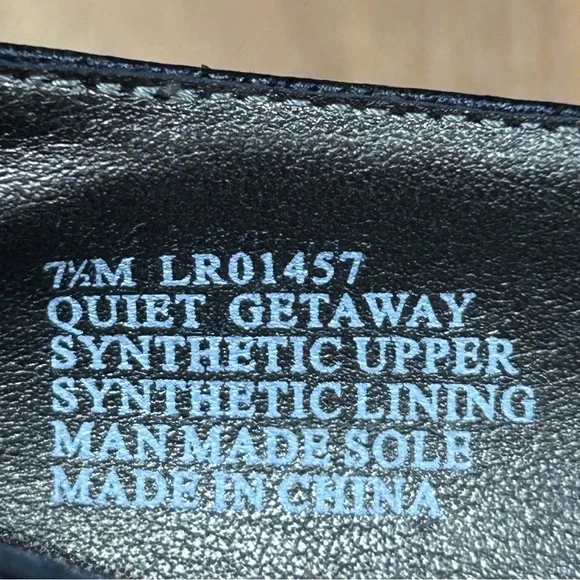 7½M LR01457
QUIET GETAWAY
SYNTHETIC UPPER
SYNTHETIC LINING
MAN MADE SOLE
MADE IN CHINA